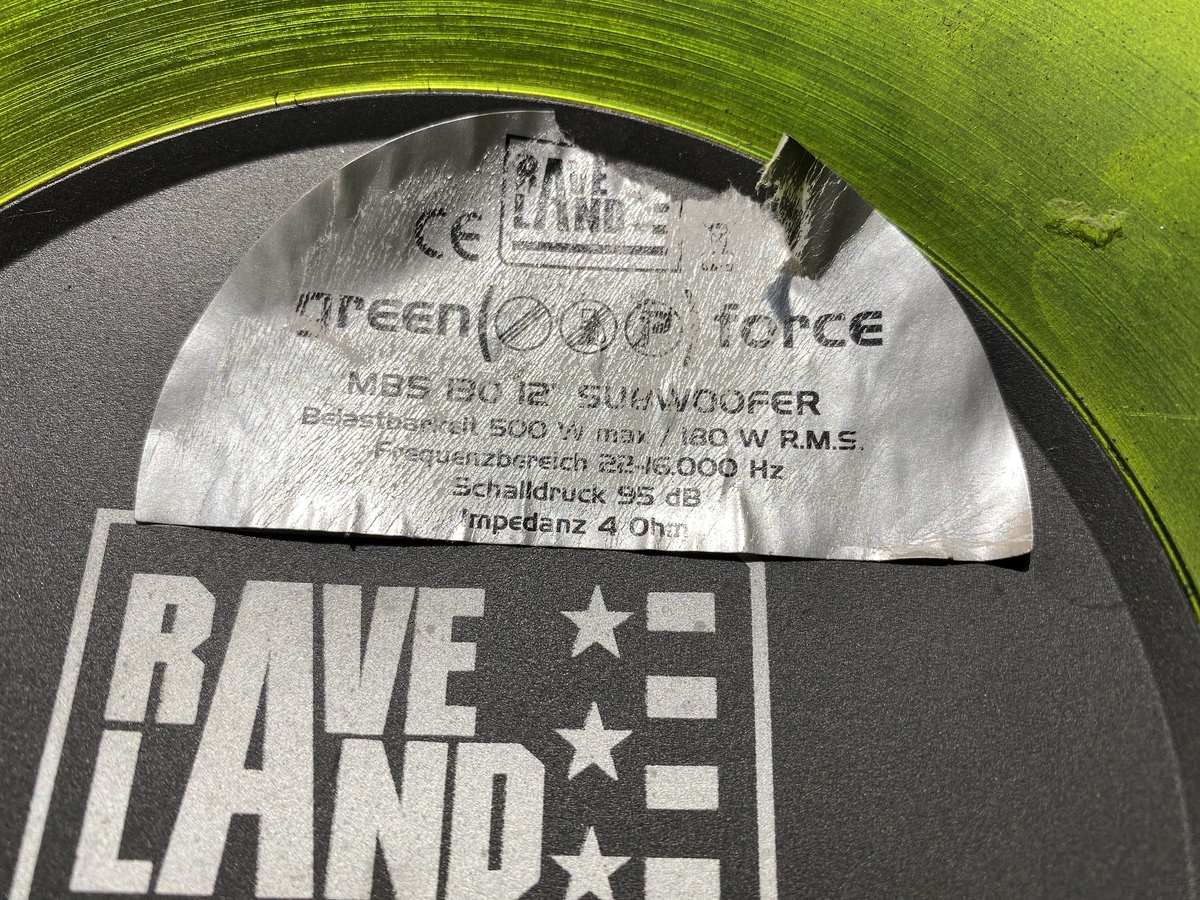 RAVE
LAND
CE
green force
MBS 130 12" SUBWOOFER
Belastbarkeit 500 W max / 180 W R.M.S.
Frequenzbereich 22-16.000 Hz
Schalldruck 95 dB
Impedanz 4 Ohm
RAVE
LAND